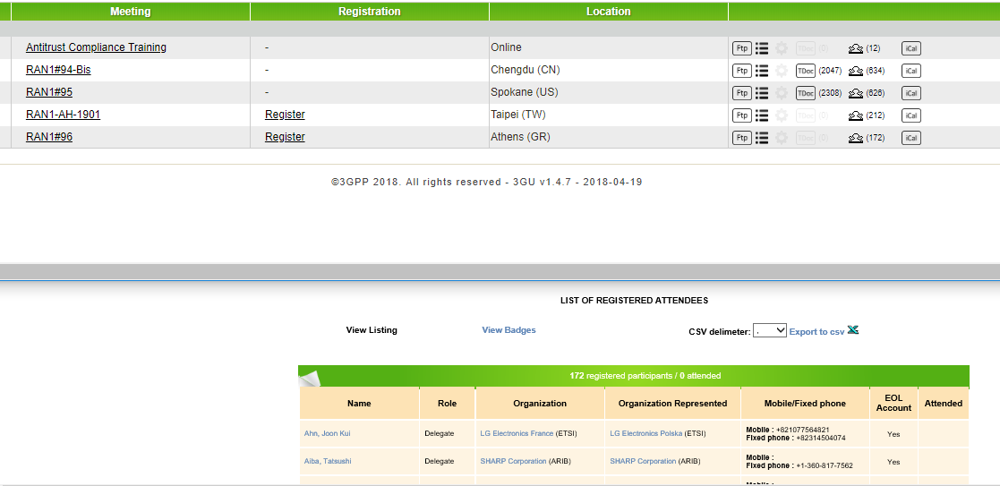 Meeting Registration Location
Antitrust Compliance Training - Online Ftp TDoc (0) (12) iCal
RAN1#94-Bis - Chengdu (CN) Ftp TDoc (2047) (634) iCal
RAN1#95 - Spokane (US) Ftp TDoc (2308) (626) iCal
RAN1-AH-1901 Register Taipei (TW) Ftp TDoc (0) (212) iCal
RAN1#96 Register Athens (GR) Ftp TDoc (0) (172) iCal
©3GPP 2018. All rights reserved - 3GU v1.4.7 - 2018-04-19
LIST OF REGISTERED ATTENDEES
View Listing View Badges CSV delimeter: Export to csv
172 registered participants / 0 attended
Name Role Organization Organization Represented Mobile/Fixed phone EOL Account Attended
Ahn, Joon Kui Delegate LG Electronics France (ETSI) LG Electronics Polska (ETSI) Mobile : +821077564821 Yes
Fixed phone : +82314504074
Aiba, Tatsushi Delegate SHARP Corporation (ARIB) SHARP Corporation (ARIB) Mobile : Yes
Fixed phone : +1-360-817-7562